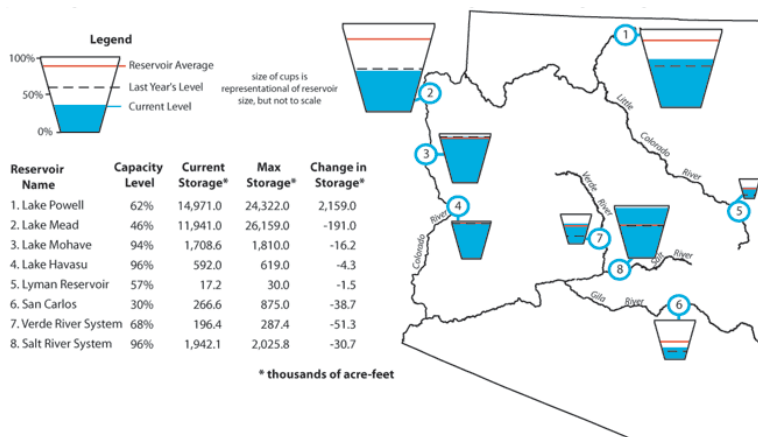 Legend
100%
50%
0%
Reservoir Average
Last Year's Level
Current Level
size of cups is
representational of reservoir
size, but not to scale
Reservoir Name Capacity Level Current Storage* Max Storage* Change in Storage*
1. Lake Powell 62% 14,971.0 24,322.0 2,159.0
2. Lake Mead 46% 11,941.0 26,159.0 -191.0
3. Lake Mohave 94% 1,708.6 1,810.0 -16.2
4. Lake Havasu 96% 592.0 619.0 -4.3
5. Lyman Reservoir 57% 17.2 30.0 -1.5
6. San Carlos 30% 266.6 875.0 -38.7
7. Verde River System 68% 196.4 287.4 -51.3
8. Salt River System 96% 1,942.1 2,025.8 -30.7
* thousands of acre-feet
1
2
3
4
5
6
7
8
Little Colorado River
Verde River
Colorado River
Salt River
Gila River